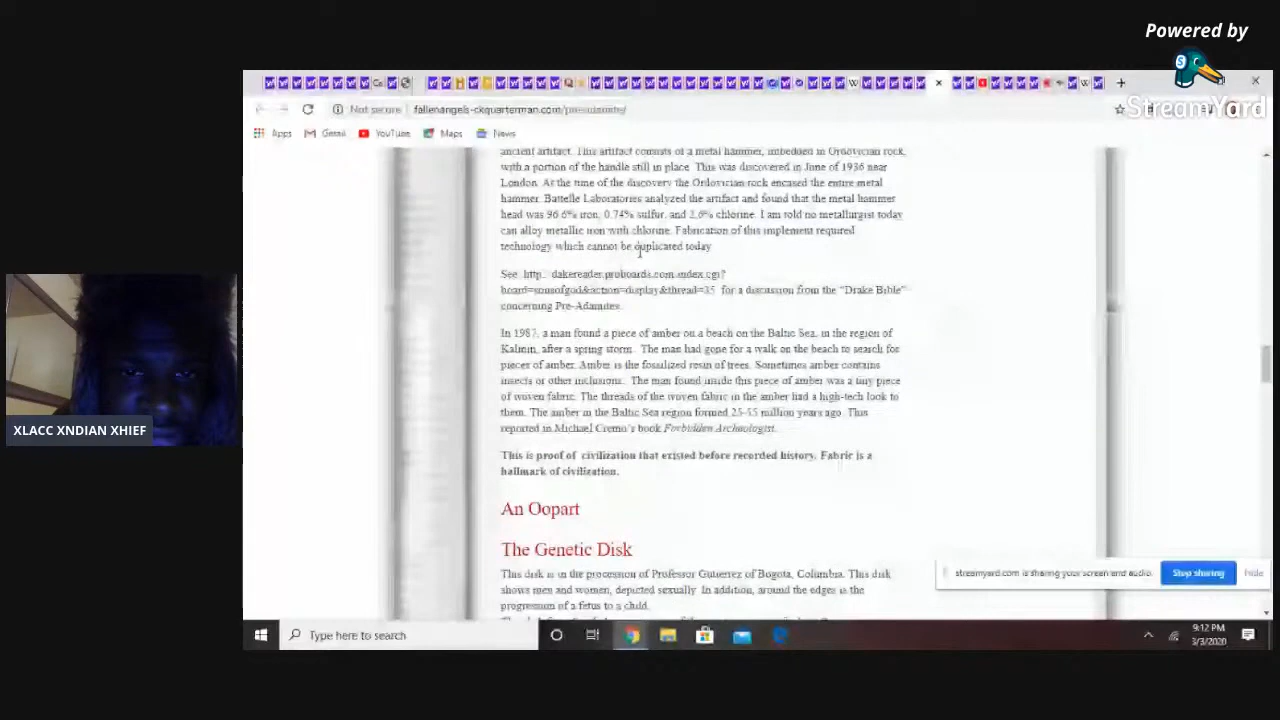 Powered by
StreamYard
Not secure fallenangels-ckquarterman.com/
Apps Gmail YouTube Maps News
ancient artifact. This artifact consists of a metal hammer, imbedded in Ordovician rock,
with a portion of the handle still in place. This was discovered in June of 1936 near
London. At the time of the discovery the Ordovician rock encased the entire metal
hammer. Battelle Laboratories analyzed the artifact and found that the metal hammer
head was 96.6% iron, 0.74% sulfur, and 2.6% chlorine. I am told no metallurgist today
can alloy metallic iron with chlorine. Fabrication of this implement required
technology which cannot be duplicated today
See http dakereader.proboards.com.index.cgi?
board=sonsofgod&action=display&thread=35 for a discussion from the "Drake Bible"
concerning Pre-Adamites.
In 1987, a man found a piece of amber on a beach on the Baltic Sea, in the region of
after a spring storm. The man had gone for a walk on the beach to search for
pieces of amber. Amber is the fossilized resin of trees. Sometimes amber contains
insects or other inclusions. The man found inside this piece of amber was a tiny piece
of woven fabric. The threads of the woven fabric in the amber had a high-tech look to
them. The amber in the Baltic Sea region formed 25-55 million years ago. This
reported in Michael Cremo's book Forbidden Archeologist.
This is proof of civilization that existed before recorded history. Fabric is a
hallmark of civilization.
An Oopart
The Genetic Disk
This disk is in the procession of Professor Gutierrez of Bogota, Columbia. This disk
shows men and women, depicted sexually In addition, around the edges is the
progression of a fetus to a child.
streamyard.com is sharing your screen and audio.
Stop sharing
Hide
XLACC XNDIAN XHIEF
Type here to search
9:12 PM
3/3/2020